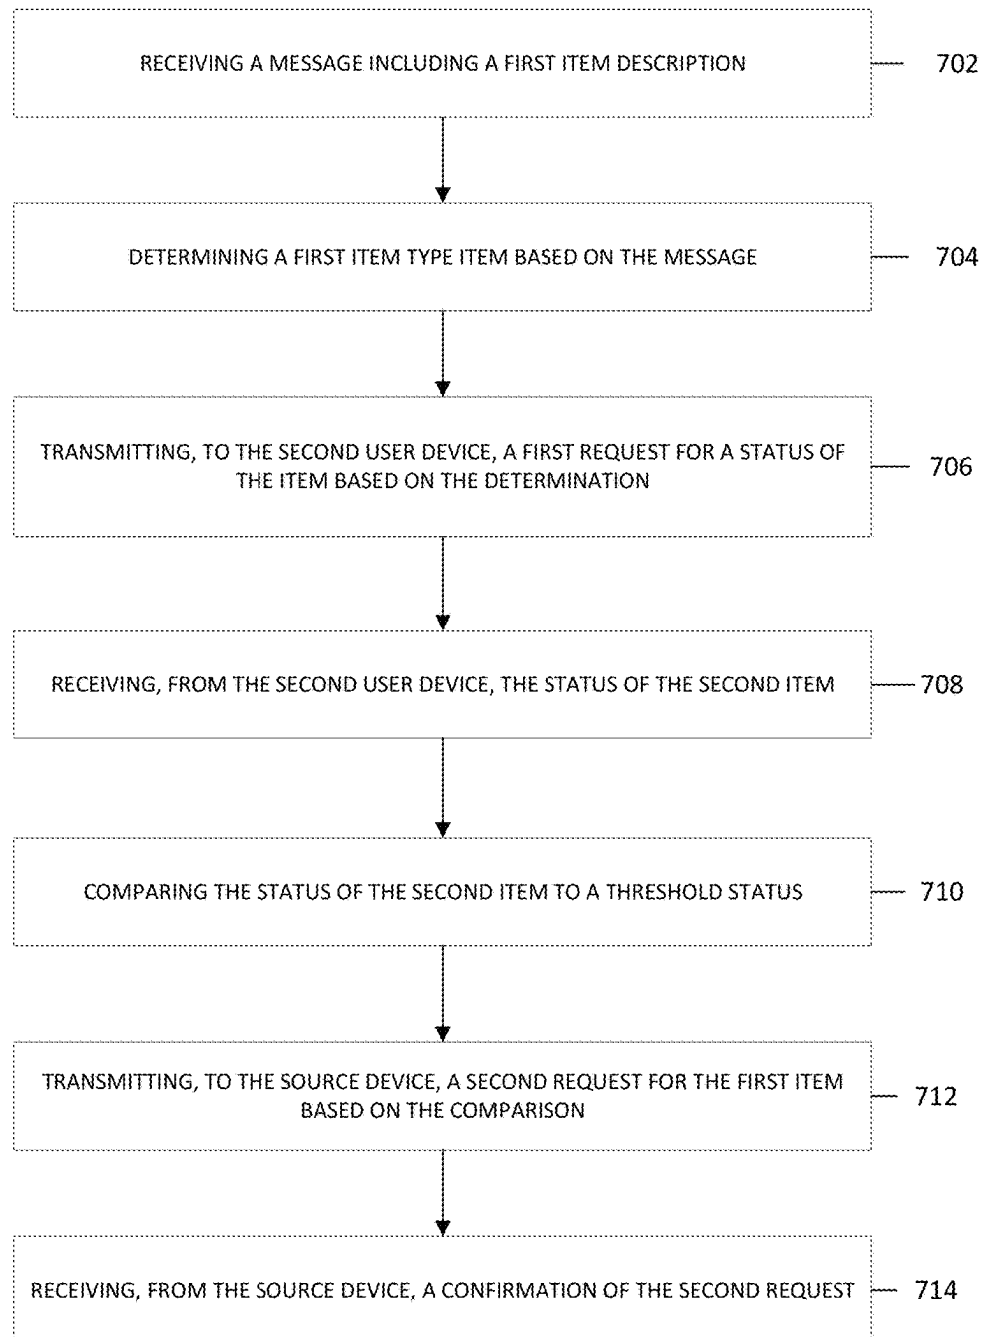 RECEIVING A MESSAGE INCLUDING A FIRST ITEM DESCRIPTION
702
DETERMINING A FIRST ITEM TYPE ITEM BASED ON THE MESSAGE
704
TRANSMITTING, TO THE SECOND USER DEVICE, A FIRST REQUEST FOR A STATUS OF
THE ITEM BASED ON THE DETERMINATION
706
RECEIVING, FROM THE SECOND USER DEVICE, THE STATUS OF THE SECOND ITEM
708
COMPARING THE STATUS OF THE SECOND ITEM TO A THRESHOLD STATUS
710
TRANSMITTING, TO THE SOURCE DEVICE, A SECOND REQUEST FOR THE FIRST ITEM
BASED ON THE COMPARISON
712
RECEIVING, FROM THE SOURCE DEVICE, A CONFIRMATION OF THE SECOND REQUEST
714